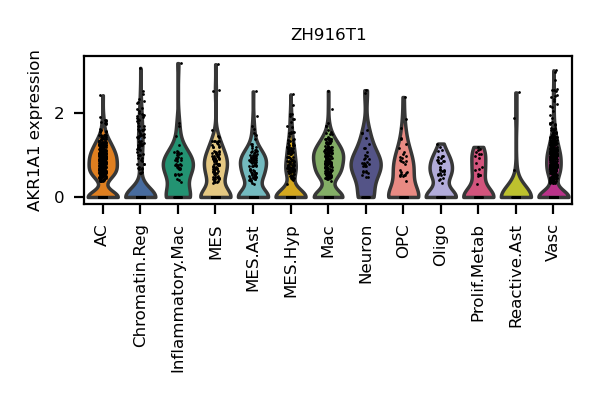 ZH916T1
AKR1A1 expression
2
0
AC
Chromatin.Reg
Inflammatory.Mac
MES
MES.Ast
MES.Hyp
Mac
Neuron
OPC
Oligo
Prolif.Metab
Reactive.Ast
Vasc